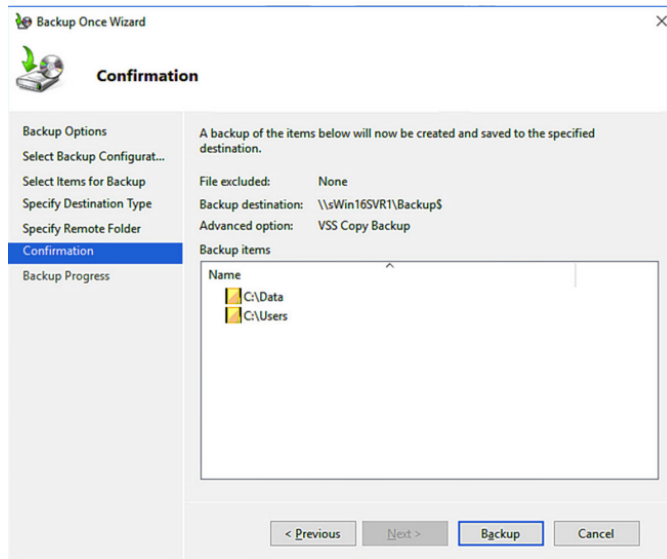 Backup Once Wizard
Confirmation
Backup Options
Select Backup Configurat...
Select Items for Backup
Specify Destination Type
Specify Remote Folder
Confirmation
Backup Progress
A backup of the items below will now be created and saved to the specified
destination.
File excluded: None
Backup destination: \\sWin16SVR1\Backup$
Advanced option: VSS Copy Backup
Backup items
Name
C:\Data
C:\Users
< Previous
Next >
Backup
Cancel